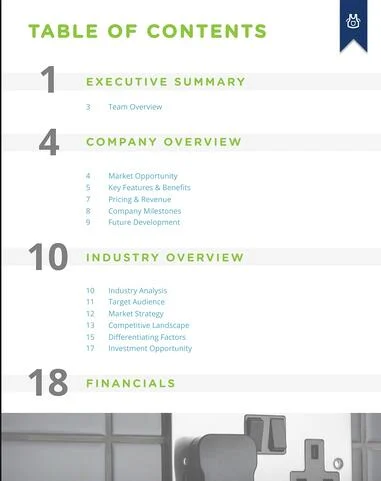 TABLE OF CONTENTS
1 EXECUTIVE SUMMARY
3 Team Overview
4 COMPANY OVERVIEW
4 Market Opportunity
5 Key Features & Benefits
7 Pricing & Revenue
8 Company Milestones
9 Future Development
10 INDUSTRY OVERVIEW
10 Industry Analysis
11 Target Audience
12 Market Strategy
13 Competitive Landscape
15 Differentiating Factors
17 Investment Opportunity
18 FINANCIALS